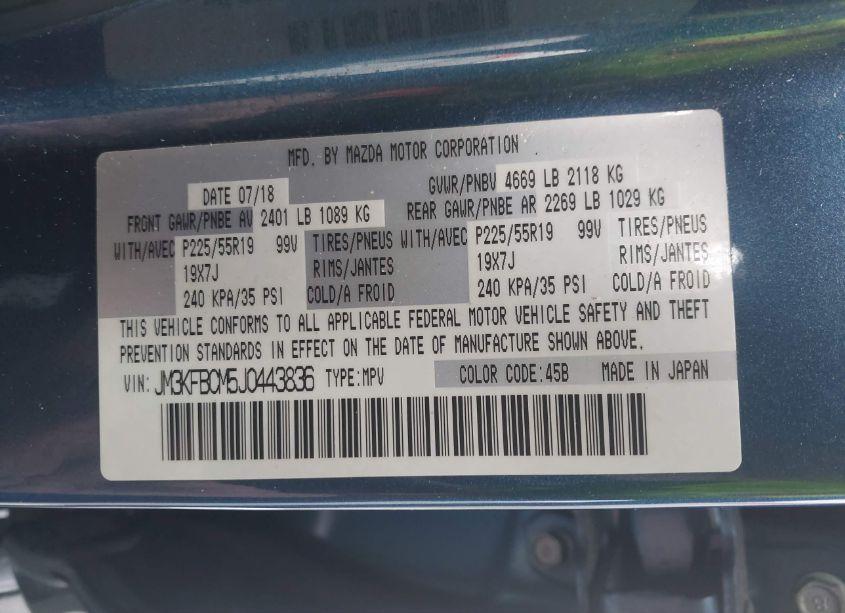 MFD. BY MAZDA MOTOR CORPORATION
DATE 07/18 GVWR/PNBV 4669 LB 2118 KG
FRONT GAWR/PNBE AV 2401 LB 1089 KG REAR GAWR/PNBE AR 2269 LB 1029 KG
WITH/AVEC P225/55R19 99V TIRES/PNEUS WITH/AVEC P225/55R19 99V TIRES/PNEUS
19X7J RIMS/JANTES 19X7J RIMS/JANTES
240 KPA/35 PSI COLD/A FROID 240 KPA/35 PSI COLD/A FROID
THIS VEHICLE CONFORMS TO ALL APPLICABLE FEDERAL MOTOR VEHICLE SAFETY AND THEFT
PREVENTION STANDARDS IN EFFECT ON THE DATE OF MANUFACTURE SHOWN ABOVE.
VIN: JM3KFBCM5J0443836 TYPE:MPV COLOR CODE:45B MADE IN JAPAN